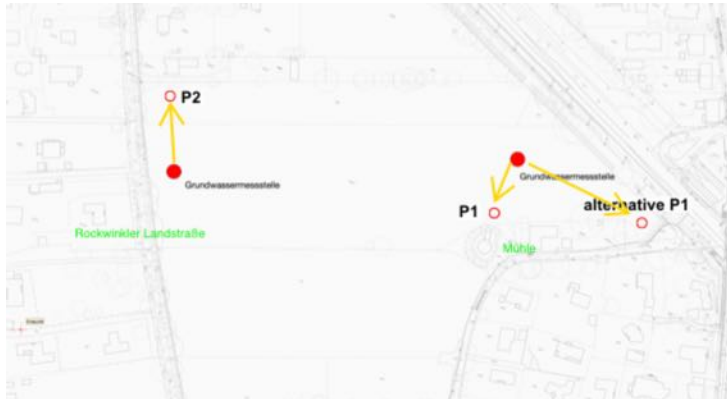 P2
Grundwassermessstelle
Grundwassermessstelle
P1
alternative P1
Rockwinkler Landstraße
Mühle